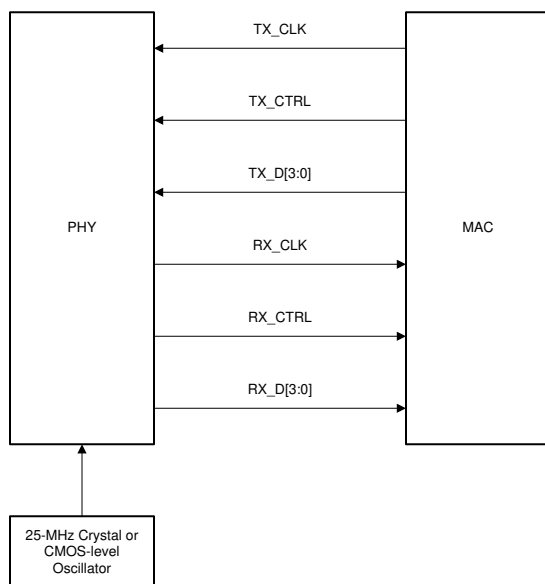 TX_CLK
TX_CTRL
TX_D[3:0]
PHY
MAC
RX_CLK
RX_CTRL
RX_D[3:0]
25-MHz Crystal or
CMOS-level
Oscillator